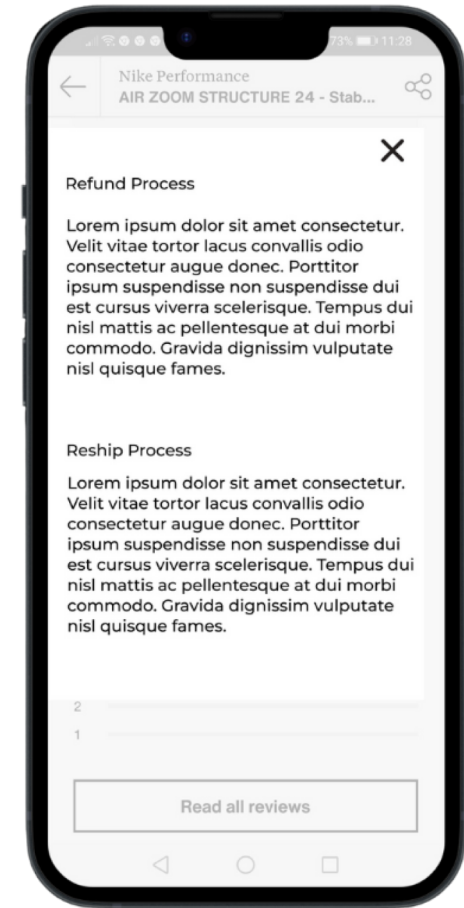 73% 11:28
Nike Performance
AIR ZOOM STRUCTURE 24 - Stab...
Refund Process
Lorem ipsum dolor sit amet consectetur.
Velit vitae tortor lacus convallis odio
consectetur augue donec. Porttitor
ipsum suspendisse non suspendisse dui
est cursus viverra scelerisque. Tempus dui
nisl mattis ac pellentesque at dui morbi
commodo. Gravida dignissim vulputate
nisl quisque fames.
Reship Process
Lorem ipsum dolor sit amet consectetur.
Velit vitae tortor lacus convallis odio
consectetur augue donec. Porttitor
ipsum suspendisse non suspendisse dui
est cursus viverra scelerisque. Tempus dui
nisl mattis ac pellentesque at dui morbi
commodo. Gravida dignissim vulputate
nisl quisque fames.
2
1
Read all reviews